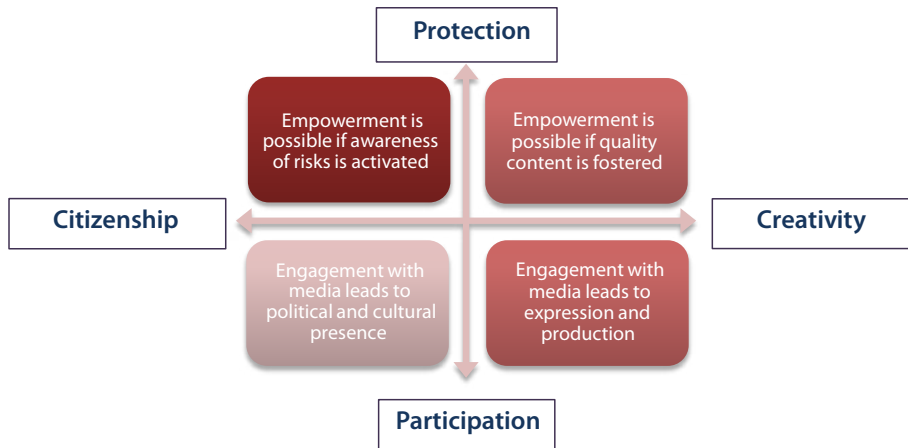 Protection
Empowerment is
possible if awareness
of risks is activated
Empowerment is
possible if quality
content is fostered
Citizenship
Creativity
Engagement with
media leads to
political and cultural
presence
Engagement with
media leads to
expression and
production
Participation